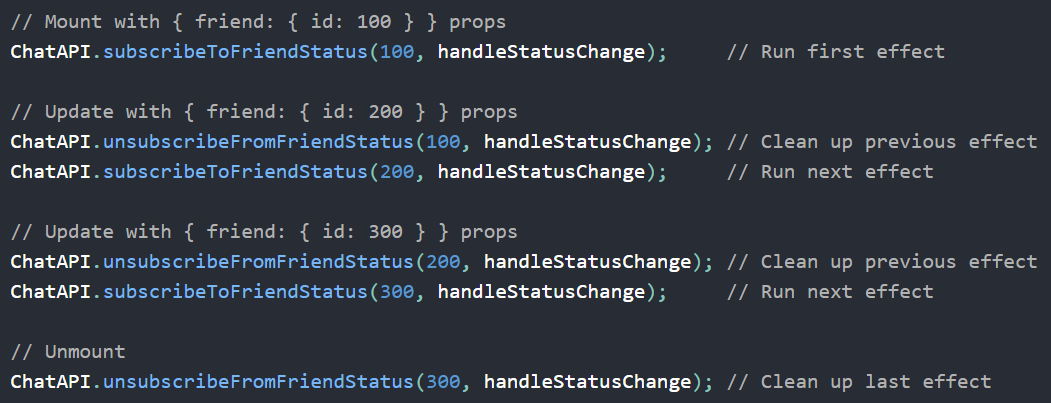 // Mount with { friend: { id: 100 } } props
ChatAPI.subscribeToFriendStatus(100, handleStatusChange);     // Run first effect
// Update with { friend: { id: 200 } } props
ChatAPI.unsubscribeFromFriendStatus(100, handleStatusChange); // Clean up previous effect
ChatAPI.subscribeToFriendStatus(200, handleStatusChange);     // Run next effect
// Update with { friend: { id: 300 } } props
ChatAPI.unsubscribeFromFriendStatus(200, handleStatusChange); // Clean up previous effect
ChatAPI.subscribeToFriendStatus(300, handleStatusChange);     // Run next effect
// Unmount
ChatAPI.unsubscribeFromFriendStatus(300, handleStatusChange); // Clean up last effect